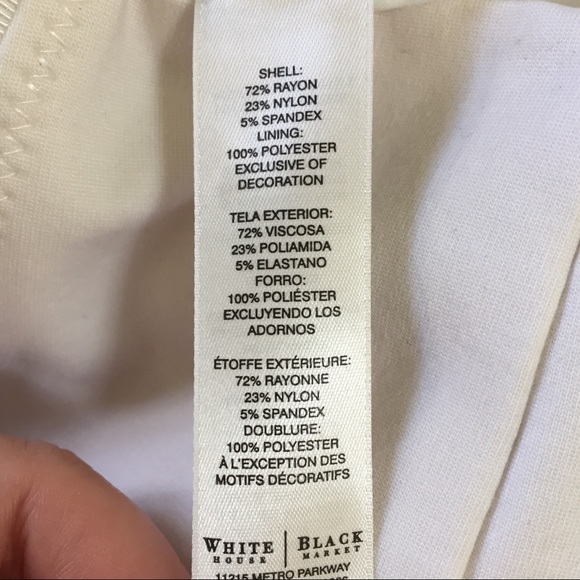 SHELL:
72% RAYON
23% NYLON
5% SPANDEX
LINING:
100% POLYESTER
EXCLUSIVE OF
DECORATION
TELA EXTERIOR:
72% VISCOSA
23% POLIAMIDA
5% ELASTANO
FORRO:
100% POLIÉSTER
EXCLUYENDO LOS
ADORNOS
ÉTOFFE EXTÉRIEURE:
72% RAYONNE
23% NYLON
5% SPANDEX
DOUBLURE:
100% POLYESTER
À L'EXCEPTION DES
MOTIFS DÉCORATIFS
WHITE | BLACK
HOUSE MARKET
11215 METRO PARKWAY